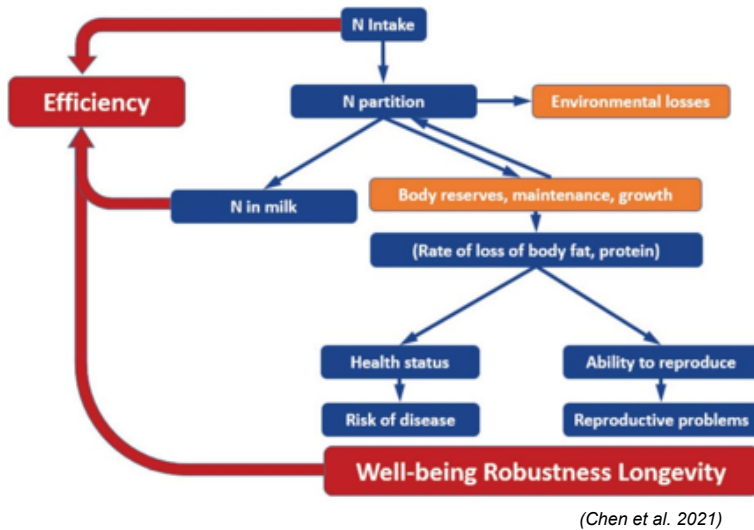 N Intake
Efficiency
N partition
Environmental losses
N in milk
Body reserves, maintenance, growth
(Rate of loss of body fat, protein)
Health status
Ability to reproduce
Risk of disease
Reproductive problems
Well-being Robustness Longevity
(Chen et al. 2021)